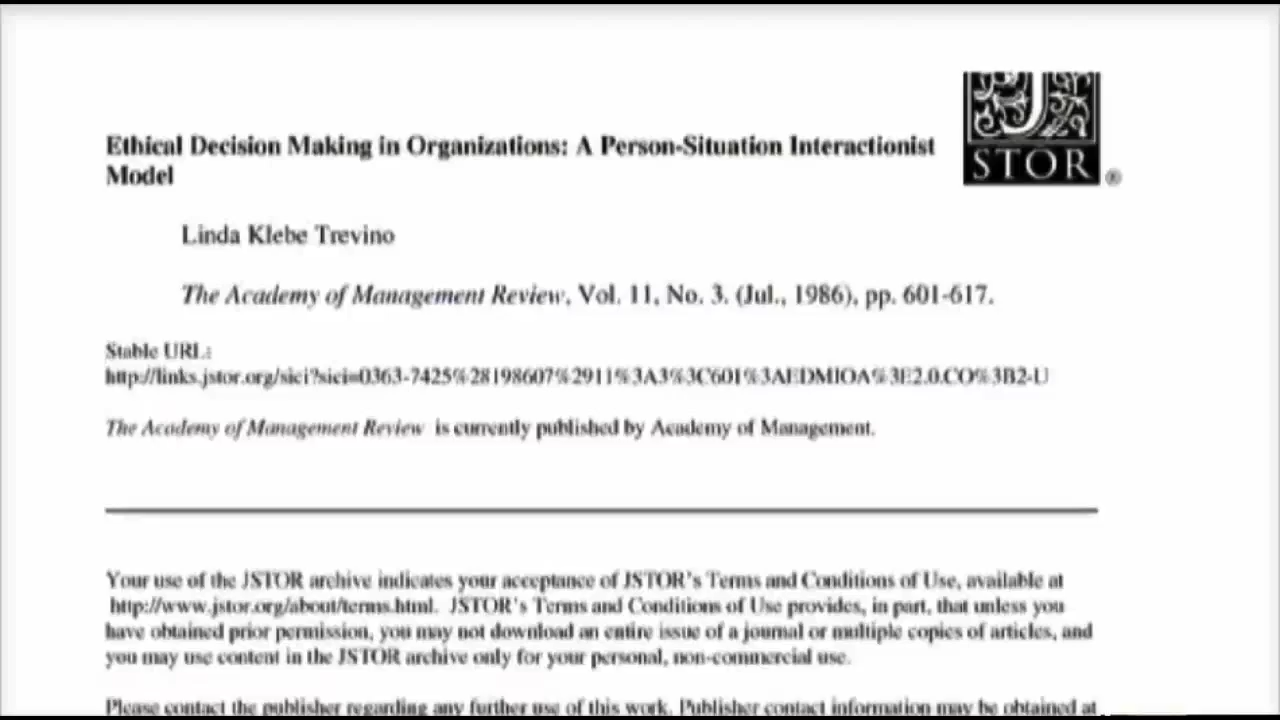 Ethical Decision Making in Organizations: A Person-Situation Interactionist
Model
J
STOR ®
Linda Klebe Trevino
The Academy of Management Review, Vol. 11, No. 3. (Jul., 1986), pp. 601-617.
Stable URL:
http://links.jstor.org/sici?sici=0363-7425%28198607%2911%3A3%3C601%3AEDMIOA%3E2.0.CO%3B2-U
The Academy of Management Review is currently published by Academy of Management.
Your use of the JSTOR archive indicates your acceptance of JSTOR's Terms and Conditions of Use, available at
http://www.jstor.org/about/terms.html. JSTOR's Terms and Conditions of Use provides, in part, that unless you
have obtained prior permission, you may not download an entire issue of a journal or multiple copies of articles, and
you may use content in the JSTOR archive only for your personal, non-commercial use.
Please contact the publisher regarding any further use of this work. Publisher contact information may be obtained at